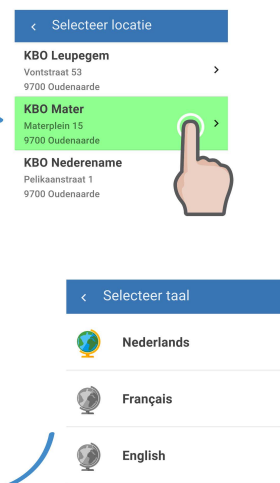 Selecteer locatie
KBO Leupegem
Vontstraat 53
9700 Oudenaarde
KBO Mater
Materplein 15
9700 Oudenaarde
KBO Nederename
Pelikaanstraat 1
9700 Oudenaarde
Selecteer taal
Nederlands
Français
English